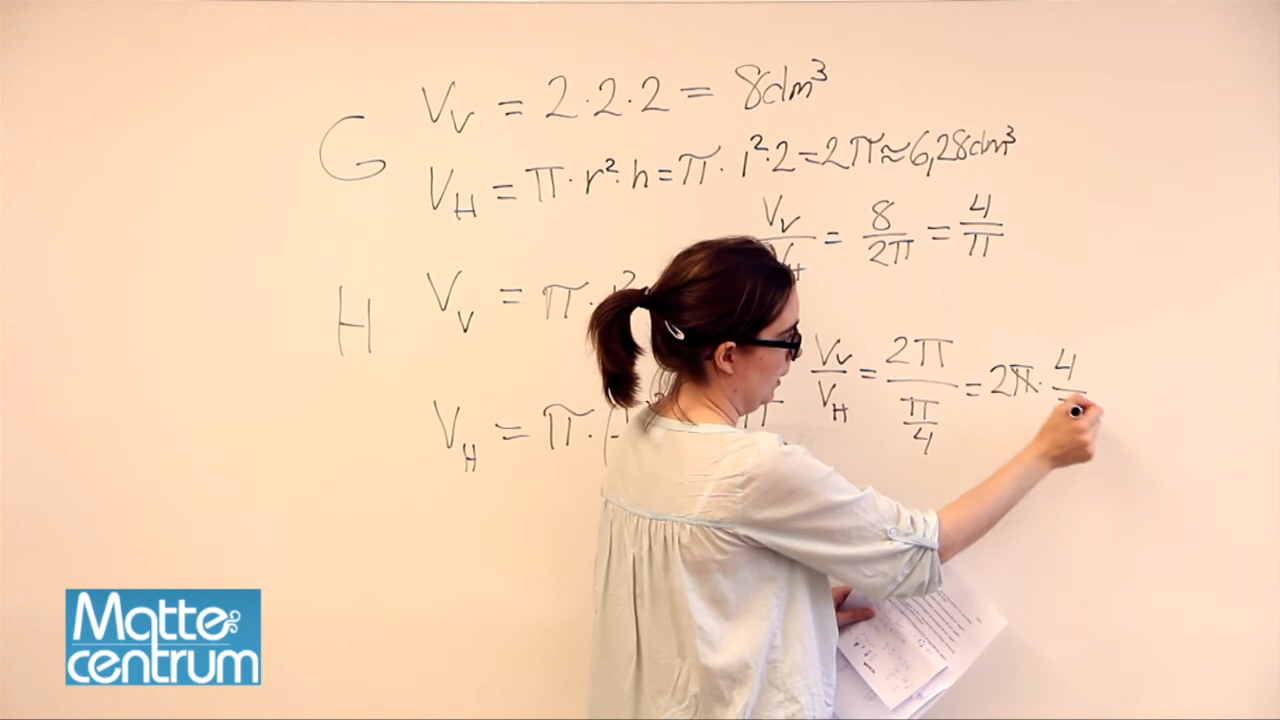 G
V_V = 2·2·2 = 8dm³
V_H = π·r²·h = π·1²·2 = 2π ≈ 6,28dm³
V_V/V_H = 8/2π = 4/π
H
V_V = π·
V_H = π·(
V_V/V_H = 2π/(π/4) = 2π·4
Matte
centrum